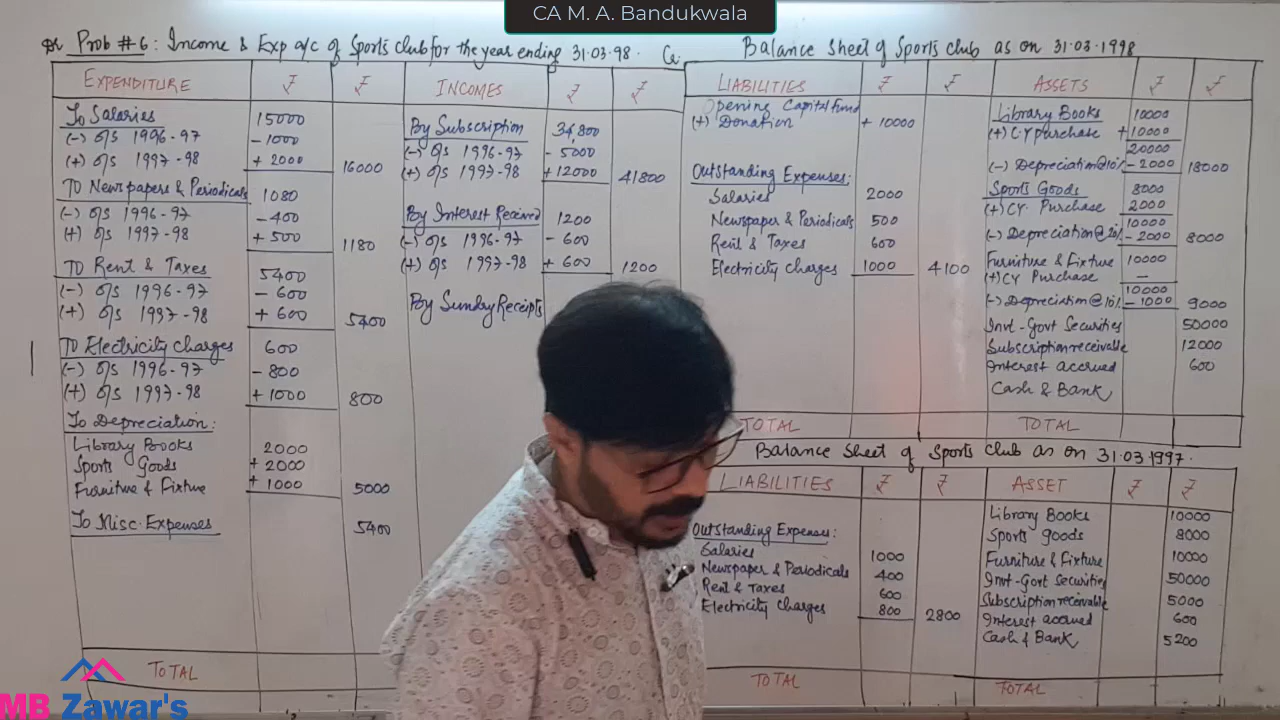 CA M. A. Bandukwala
Dr Prob # 6: Income & Exp a/c of Sports club for the year ending 31.03.98. Cr.
EXPENDITURE ₹ ₹ INCOMES ₹ ₹
To Salaries 15000
(-) o/s 1996-97 - 1000
(+) o/s 1997-98 + 2000 16000
To Newspapers & Periodicals 1080
(-) o/s 1996-97 - 400
(+) o/s 1997-98 + 500 1180
To Rent & Taxes 5400
(-) o/s 1996-97 - 600
(+) o/s 1997-98 + 600 5400
To Electricity Charges 600
(-) o/s 1996-97 - 800
(+) o/s 1997-98 + 1000 800
To Depreciation:
Library Books 2000
Sports Goods + 2000
Furniture & Fixture + 1000 5000
To Misc. Expenses 5400
TOTAL
By Subscription 34,800
(-) o/s 1996-97 - 5000
(+) o/s 1997-98 + 12000 41800
By Interest Received 1200
(-) o/s 1996-97 - 600
(+) o/s 1997-98 + 600 1200
By Sundry Receipts
Balance Sheet of Sports club as on 31.03.1998
LIABILITIES ₹ ₹ ASSETS ₹ ₹
Opening Capital Fund
(+) Donation + 10000
Outstanding Expenses:
Salaries 2000
Newspaper & Periodicals 500
Rent & Taxes 600
Electricity Charges 1000 4100
TOTAL
Library Books 10000
(+) C.Y purchase + 10000
20000
(-) Depreciation @ 10% - 2000 18000
Sports Goods 8000
(+) C.Y. Purchase 2000
10000
(-) Depreciation @ 20% - 2000 8000
Furniture & Fixture 10000
(+) C.Y Purchase —
10000
(-) Depreciation @ 10% - 1000 9000
Invt-Govt Securities 50000
Subscription receivable 12000
Interest accrued 600
Cash & Bank
TOTAL
Balance Sheet of Sports Club as on 31.03.1997.
LIABILITIES ₹ ₹ ASSET ₹ ₹
Outstanding Expenses:
Salaries 1000
Newspaper & Periodicals 400
Rent & Taxes 600
Electricity Charges 800 2800
TOTAL
Library Books 10000
Sports goods 8000
Furniture & Fixture 10000
Invt-Govt Securities 50000
Subscription receivable 5000
Interest accrued 600
Cash & Bank 5200
TOTAL
MB Zawar's